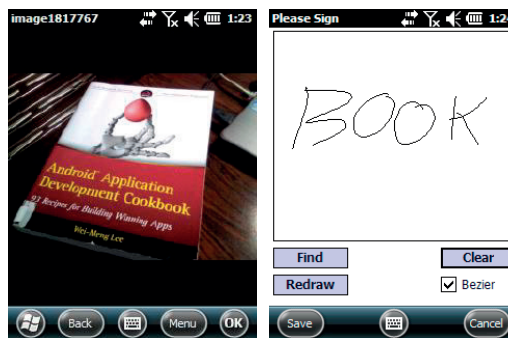 image1817767 1:23
Android Application
Development Cookbook
93 Recipes for Building Winning Apps
Wei-Meng Lee
Back Menu OK
Please Sign 1:24
BOOK
Find Clear
Redraw Bezier
Save Cancel